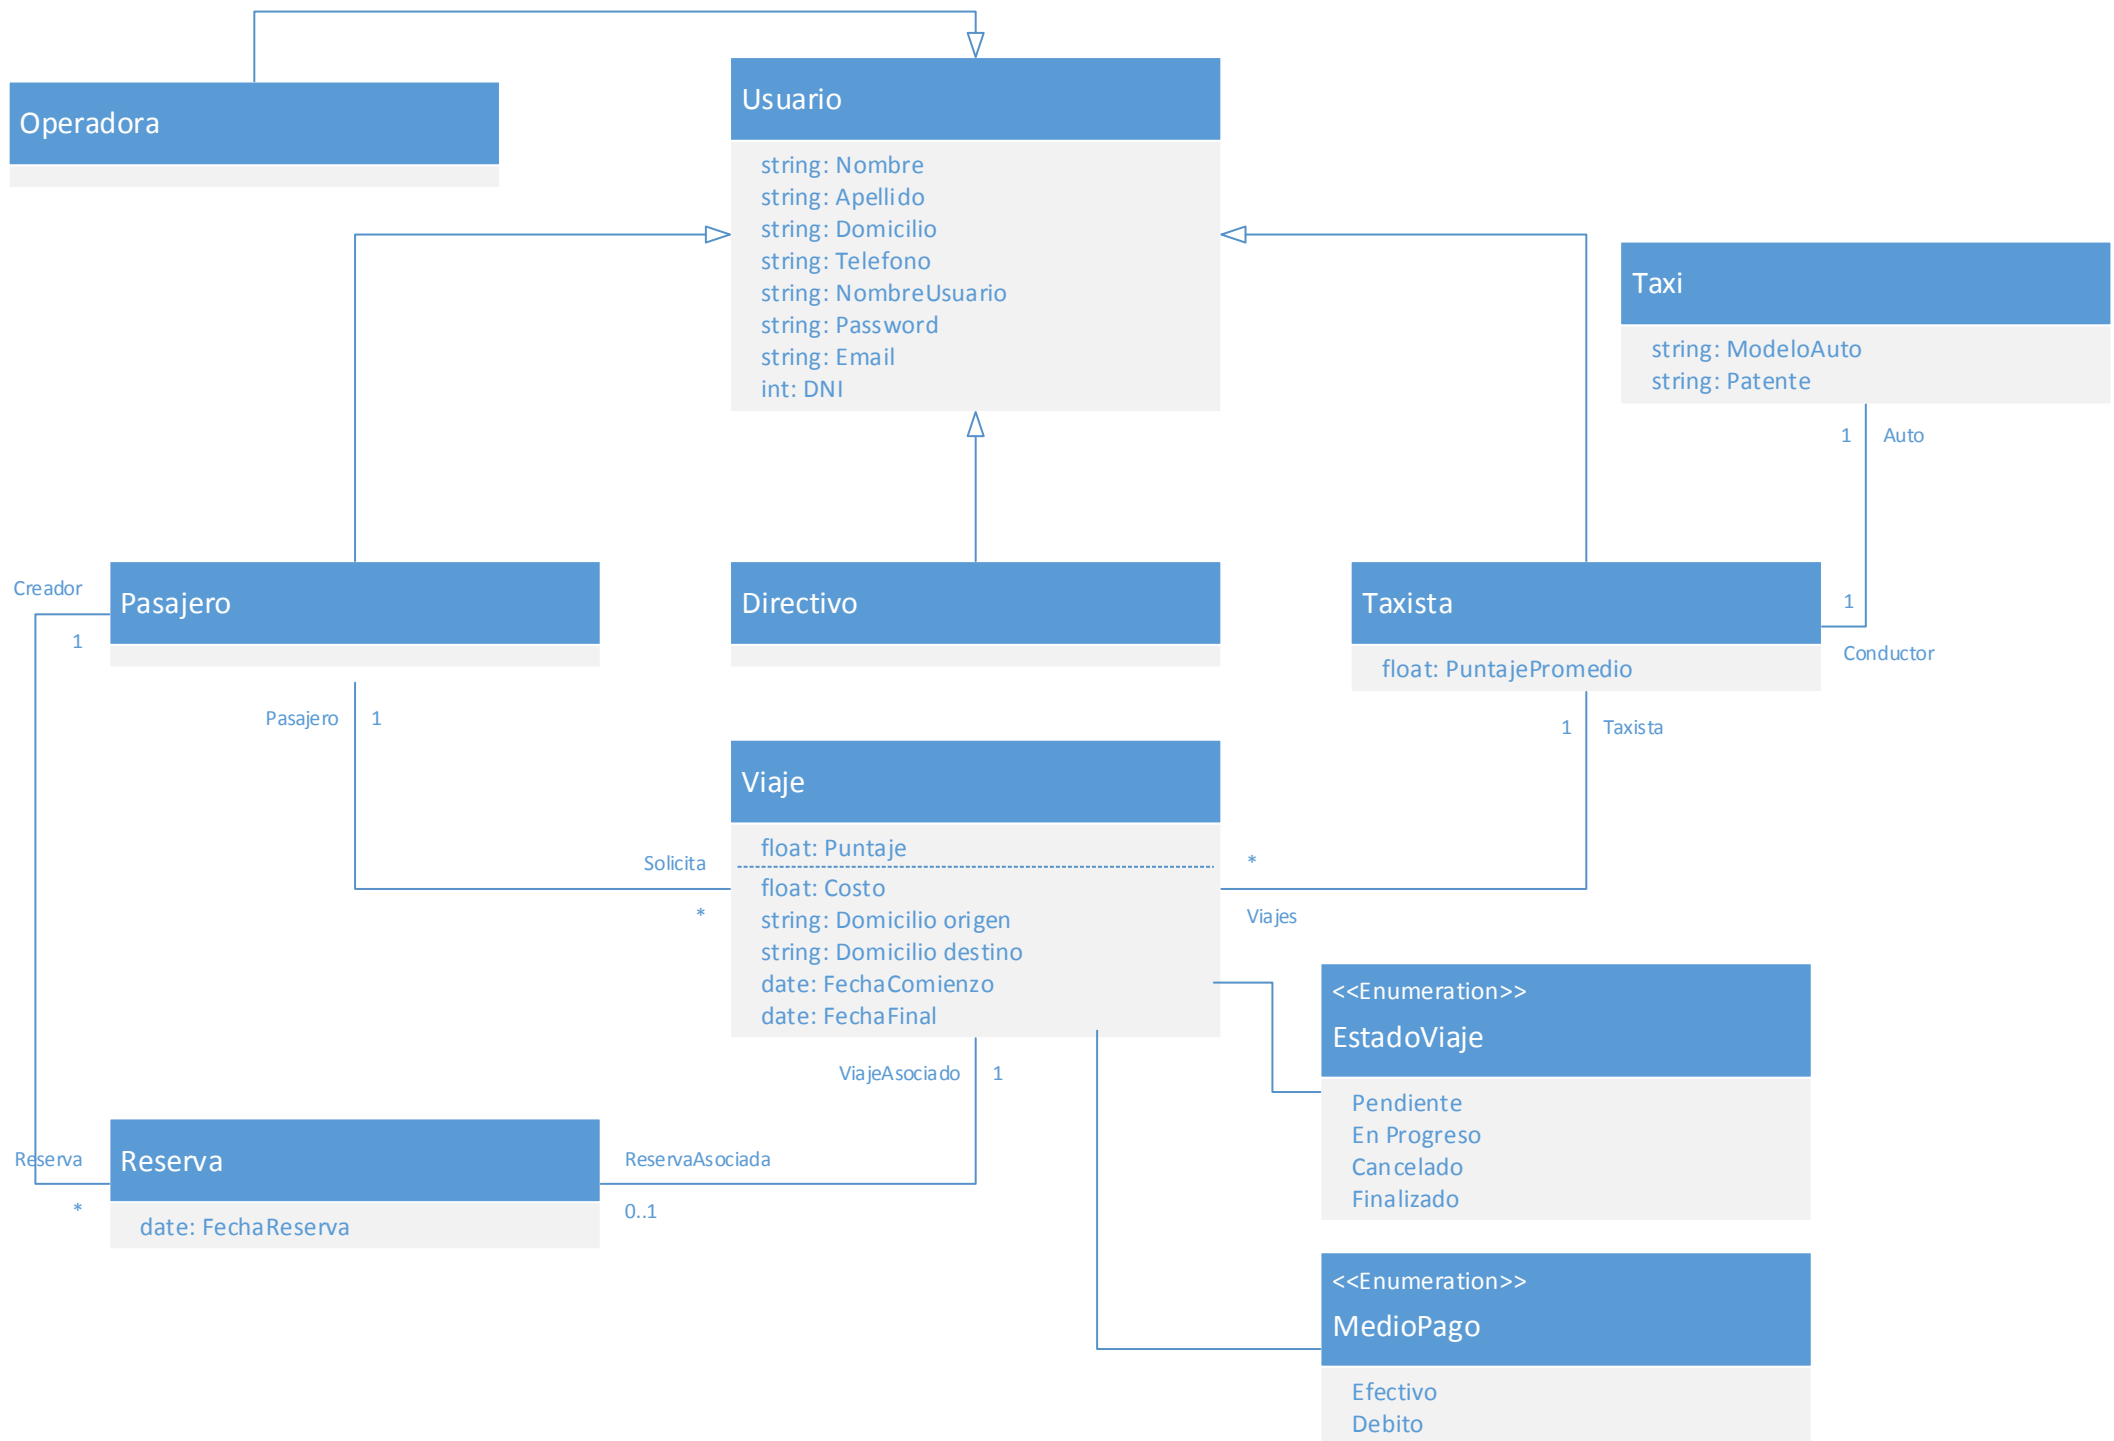 Operadora
Usuario
string: Nombre
string: Apellido
string: Domicilio
string: Telefono
string: NombreUsuario
string: Password
string: Email
int: DNI
Taxi
string: ModeloAuto
string: Patente
1 Auto
Creador
1
Pasajero
Directivo
Taxista
float: PuntajePromedio
1
Conductor
Pasajero 1
1 Taxista
Viaje
float: Puntaje
float: Costo
string: Domicilio origen
string: Domicilio destino
date: FechaComienzo
date: FechaFinal
Solicita
*
*
Viajes
<<Enumeration>>
EstadoViaje
Pendiente
En Progreso
Cancelado
Finalizado
ViajeAsociado 1
Reserva
*
Reserva
date: FechaReserva
ReservaAsociada
0..1
<<Enumeration>>
MedioPago
Efectivo
Debito